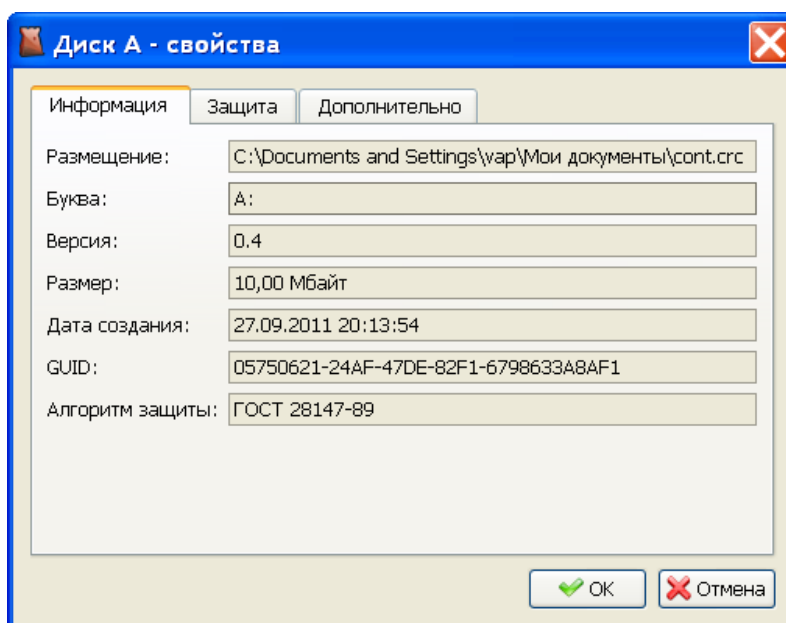 Диск A - свойства
Информация Защита Дополнительно
Размещение: C:\Documents and Settings\vap\Мои документы\cont.crc
Буква: A:
Версия: 0.4
Размер: 10,00 Мбайт
Дата создания: 27.09.2011 20:13:54
GUID: 05750621-24AF-47DE-82F1-6798633A8AF1
Алгоритм защиты: ГОСТ 28147-89
OK Отмена